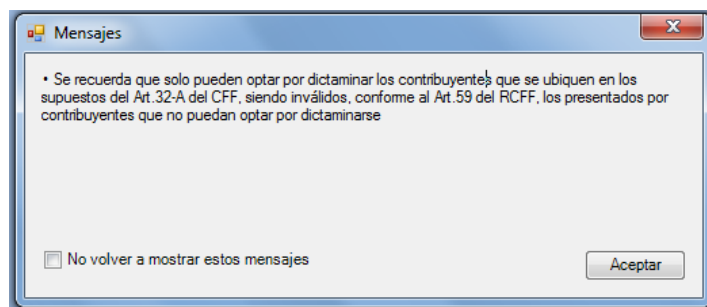 Mensajes
• Se recuerda que solo pueden optar por dictaminar los contribuyentes que se ubiquen en los
supuestos del Art.32-A del CFF, siendo inválidos, conforme al Art.59 del RCFF, los presentados por
contribuyentes que no puedan optar por dictaminarse
No volver a mostrar estos mensajes
Aceptar